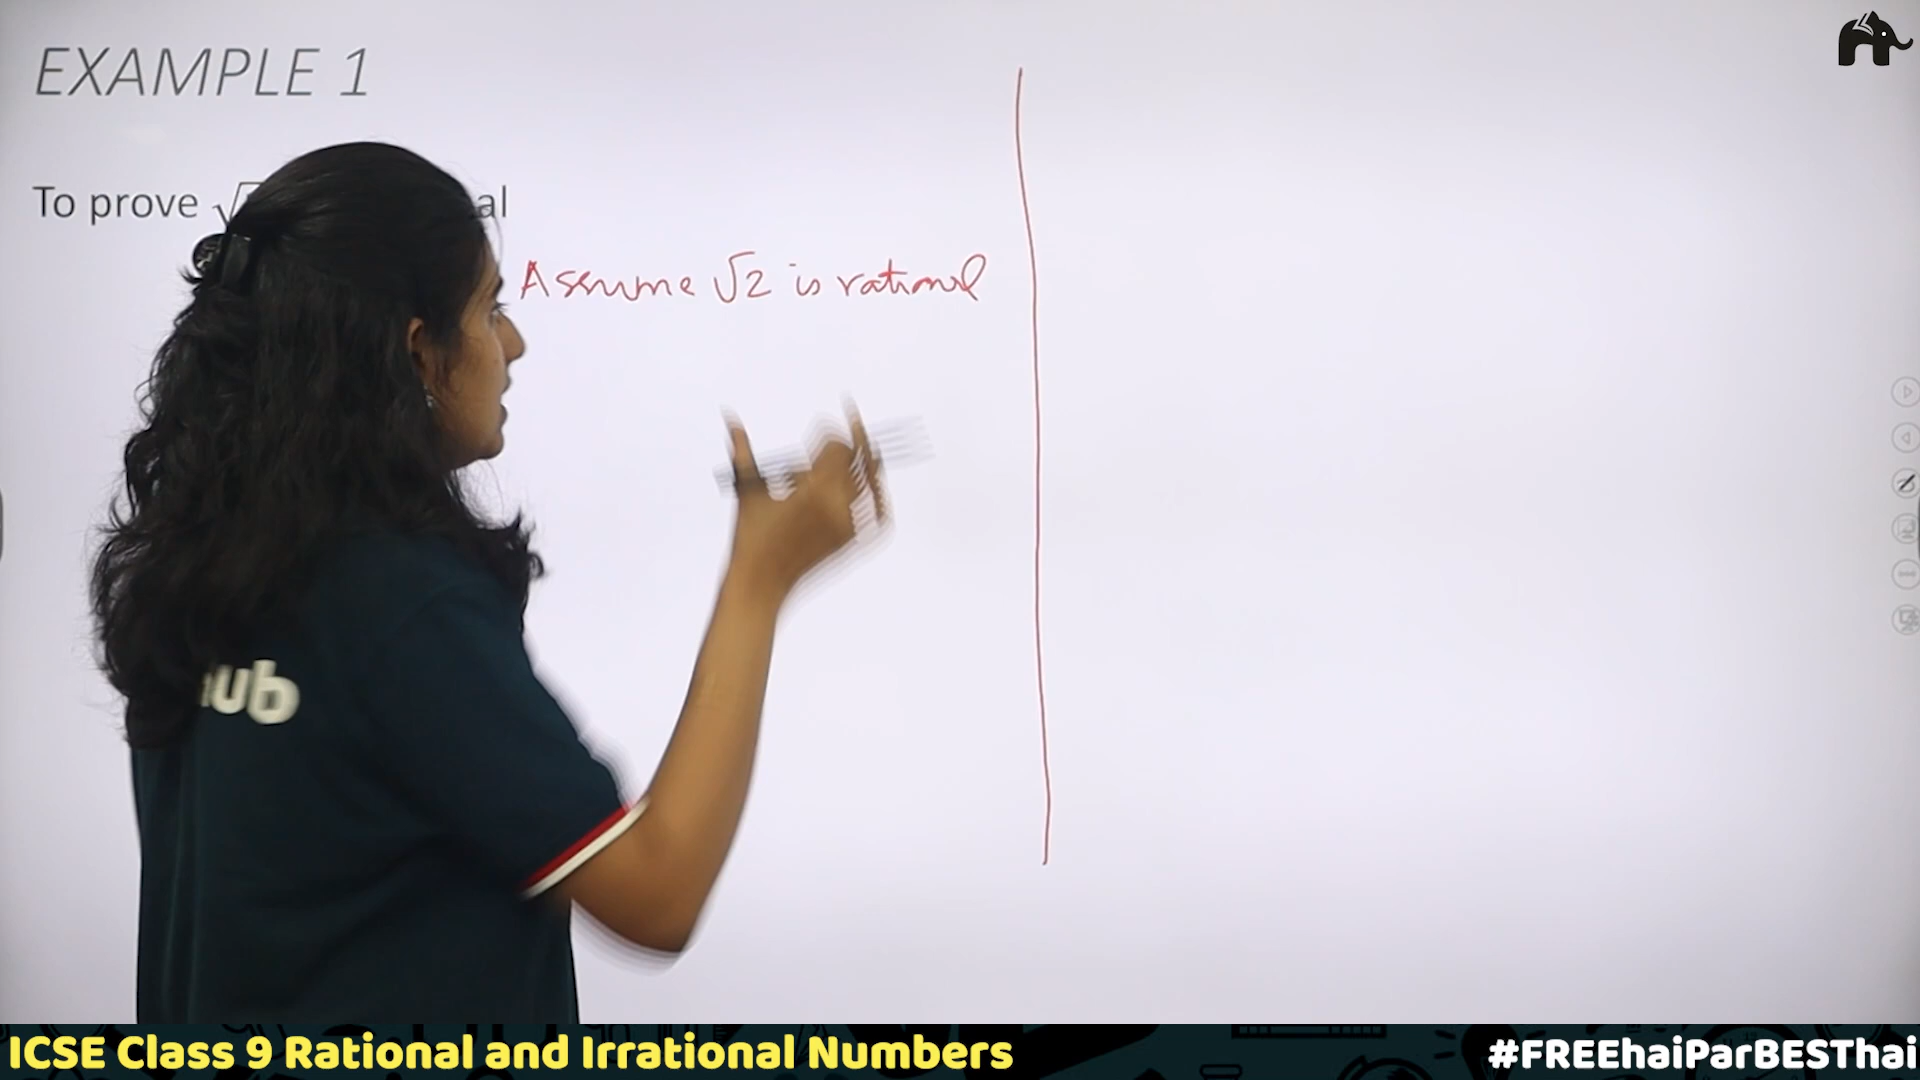 EXAMPLE 1
To prove √ al
Assume √2 is rational
ub
ICSE Class 9 Rational and Irrational Numbers
#FREEhaiParBESThai